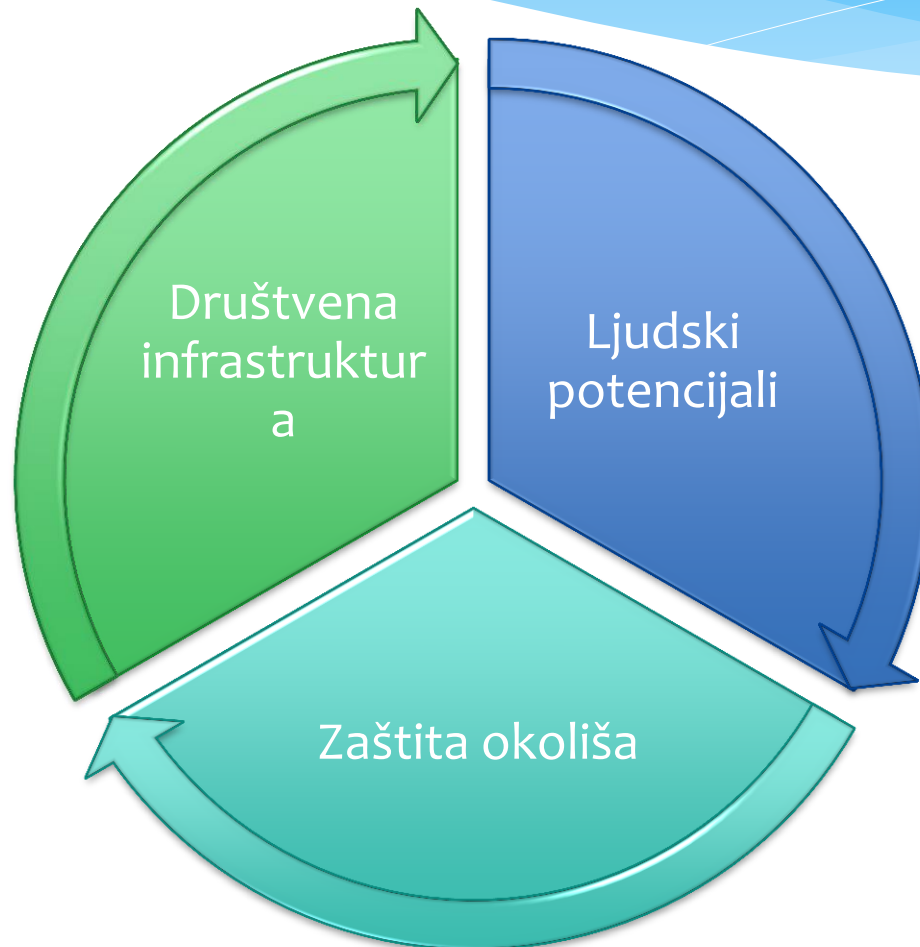 Društvena
infrastruktur
a
Ljudski
potencijali
Zaštita okoliša